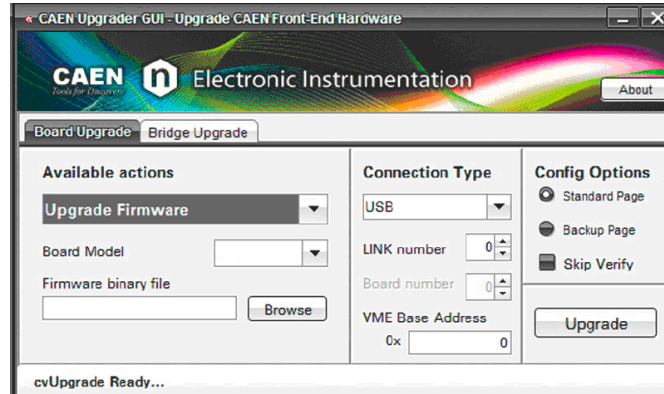 CAEN Upgrader GUI - Upgrade CAEN Front-End Hardware
CAEN n Electronic Instrumentation
Tools for Discovery
About
Board Upgrade Bridge Upgrade
Available actions
Upgrade Firmware
Board Model
Firmware binary file
Browse
Connection Type
USB
LINK number 0
Board number 0
VME Base Address
0x 0
Config Options
Standard Page
Backup Page
Skip Verify
Upgrade
cvUpgrade Ready...